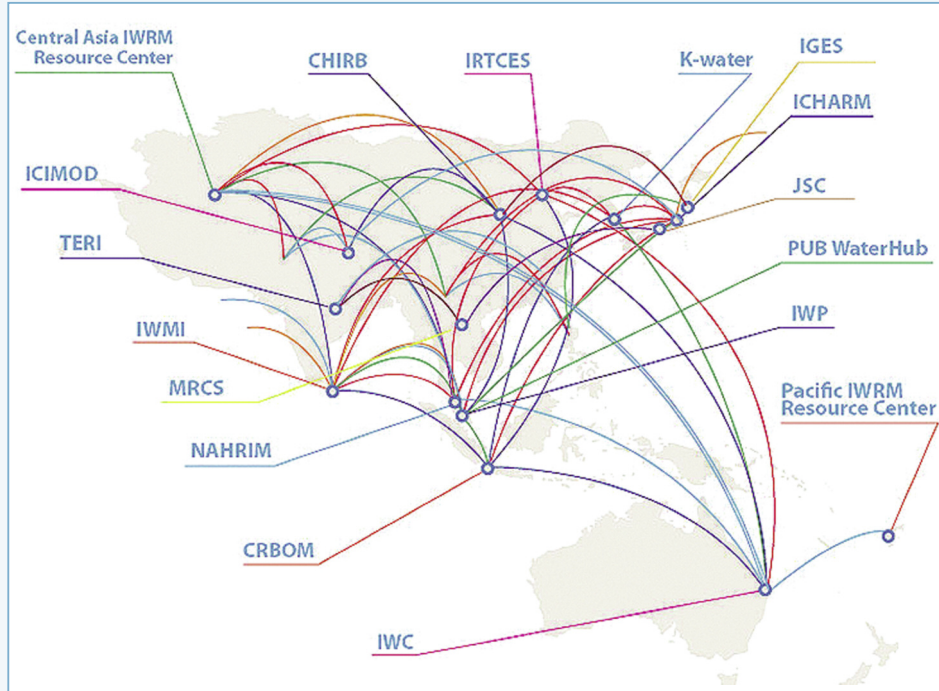 Central Asia IWRM
Resource Center
CHIRB
IRTCES
K-water
IGES
ICHARM
ICIMOD
JSC
TERI
PUB WaterHub
IWMI
IWP
MRCS
Pacific IWRM
Resource Center
NAHRIM
CRBOM
IWC